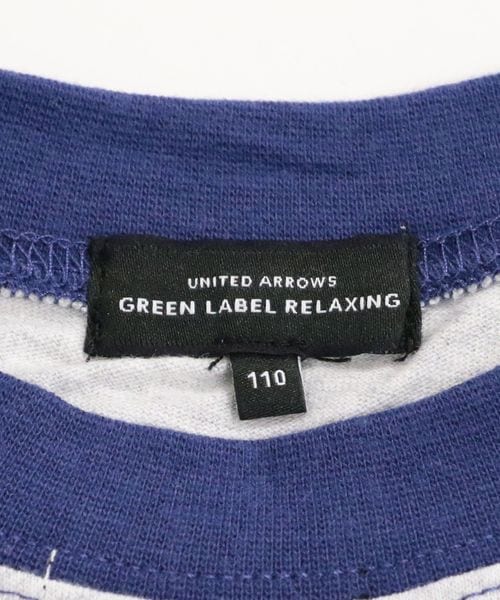 UNITED ARROWS
GREEN LABEL RELAXING
110